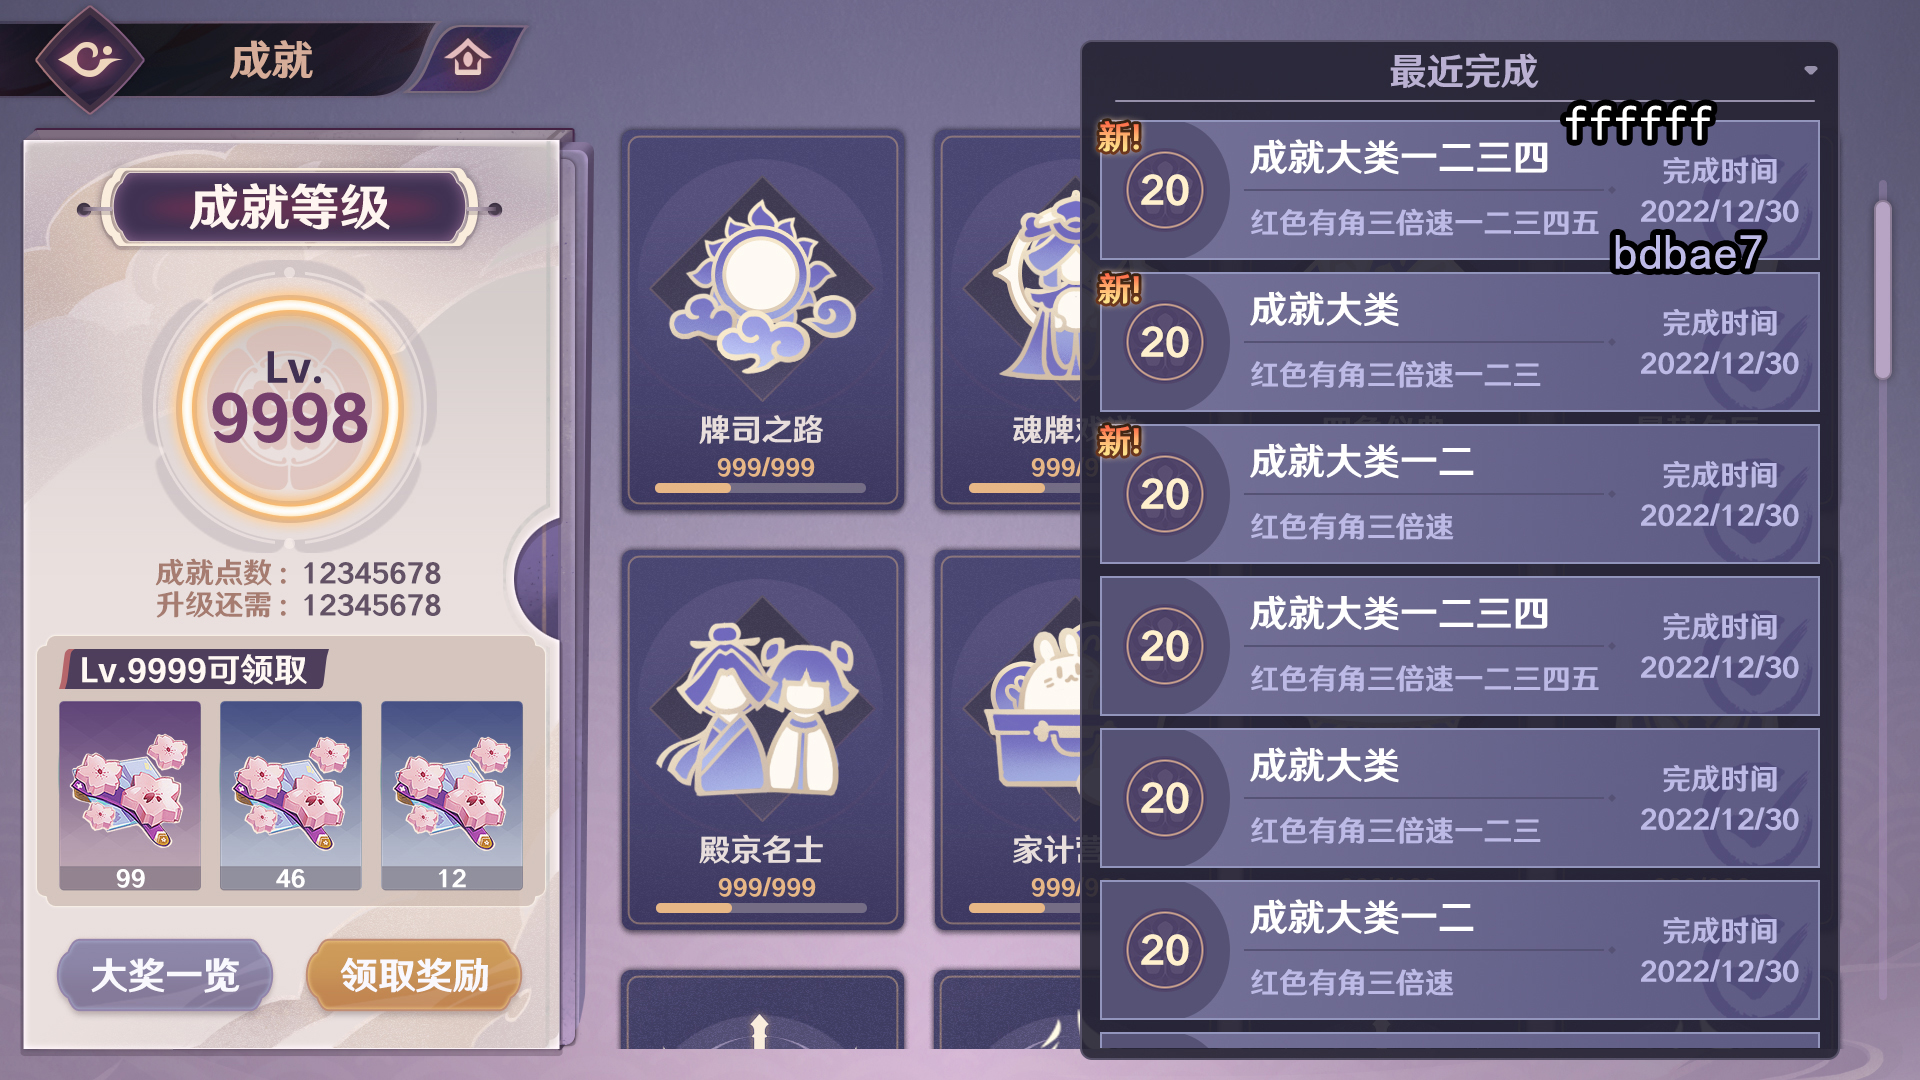 成就
成就等级
Lv.
9998
成就点数：12345678
升级还需：12345678
Lv.9999可领取
99
46
12
大奖一览
领取奖励
牌司之路
999/999
魂牌
999/
殿京名士
999/999
家计
999/
最近完成
ffffff
新!
20
成就大类一二三四
红色有角三倍速一二三四五
完成时间
2022/12/30
bdbae7
新!
20
成就大类
红色有角三倍速一二三
完成时间
2022/12/30
新!
20
成就大类一二
红色有角三倍速
完成时间
2022/12/30
20
成就大类一二三四
红色有角三倍速一二三四五
完成时间
2022/12/30
20
成就大类
红色有角三倍速一二三
完成时间
2022/12/30
20
成就大类一二
红色有角三倍速
完成时间
2022/12/30